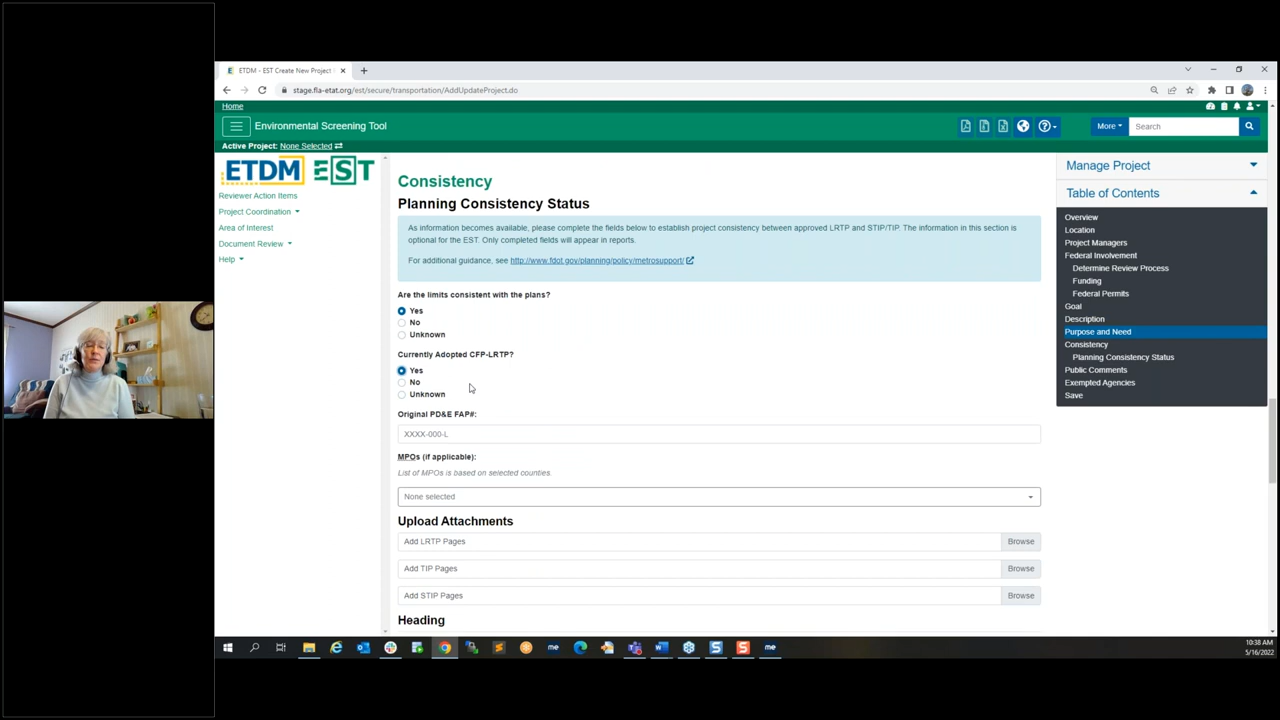 ETDM - EST Create New Project
stage.fla-etat.org/est/secure/transportation/AddUpdateProject.do
Home
Environmental Screening Tool
More
Search
Active Project: None Selected
ETDM EST
Reviewer Action Items
Project Coordination
Area of Interest
Document Review
Help
Consistency
Planning Consistency Status
As information becomes available, please complete the fields below to establish project consistency between approved LRTP and STIP/TIP. The information in this section is
optional for the EST. Only completed fields will appear in reports.
For additional guidance, see http://www.fdot.gov/planning/policy/metrosupport/
Are the limits consistent with the plans?
Yes
No
Unknown
Currently Adopted CFP-LRTP?
Yes
No
Unknown
Original PD&E FAP#:
XXXX-000-L
MPOs (if applicable):
List of MPOs is based on selected counties.
None selected
Upload Attachments
Add LRTP Pages
Browse
Add TIP Pages
Browse
Add STIP Pages
Browse
Heading
Manage Project
Table of Contents
Overview
Location
Project Managers
Federal Involvement
Determine Review Process
Funding
Federal Permits
Goal
Description
Purpose and Need
Consistency
Planning Consistency Status
Public Comments
Exempted Agencies
Save
10:38 AM
5/16/2022